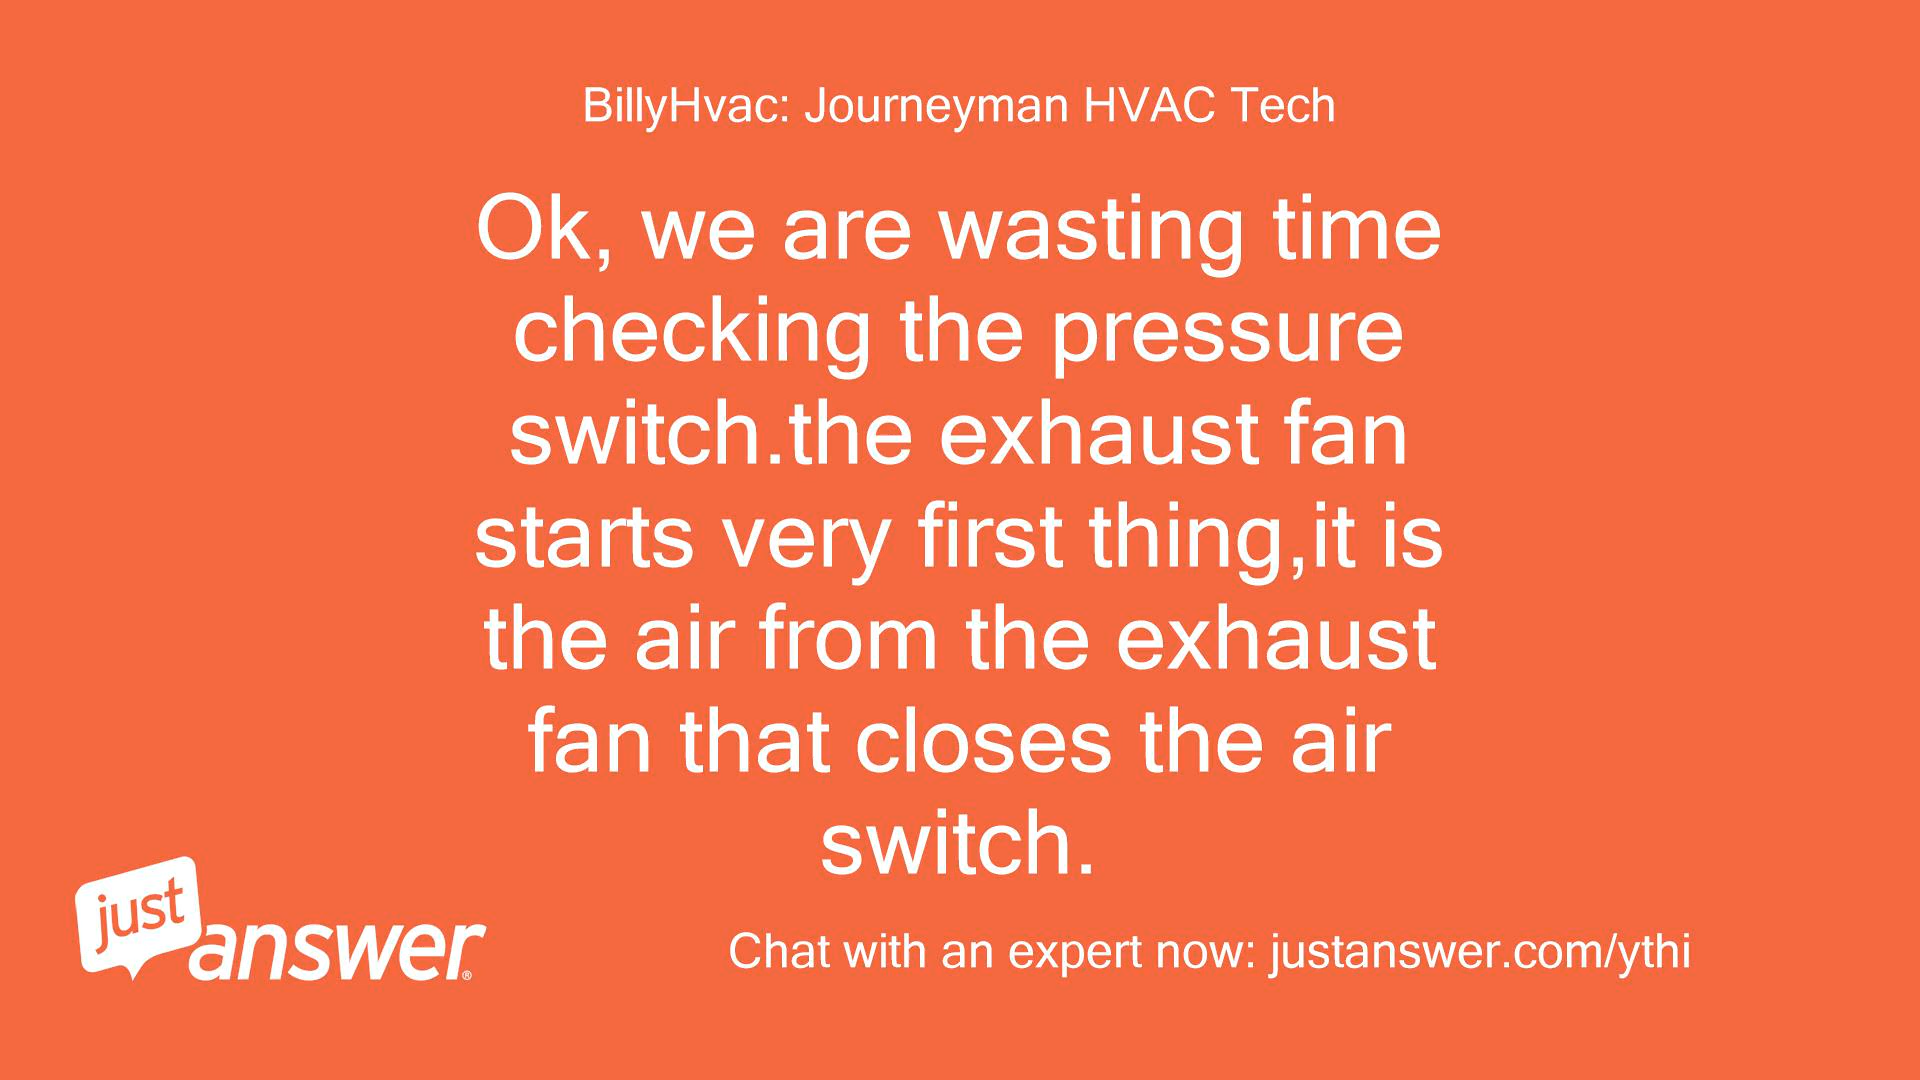 BillyHvac: Journeyman HVAC Tech
Ok, we are wasting time
checking the pressure
switch.the exhaust fan
starts very first thing,it is
the air from the exhaust
fan that closes the air
switch.
just
answer®
Chat with an expert now: justanswer.com/ythi